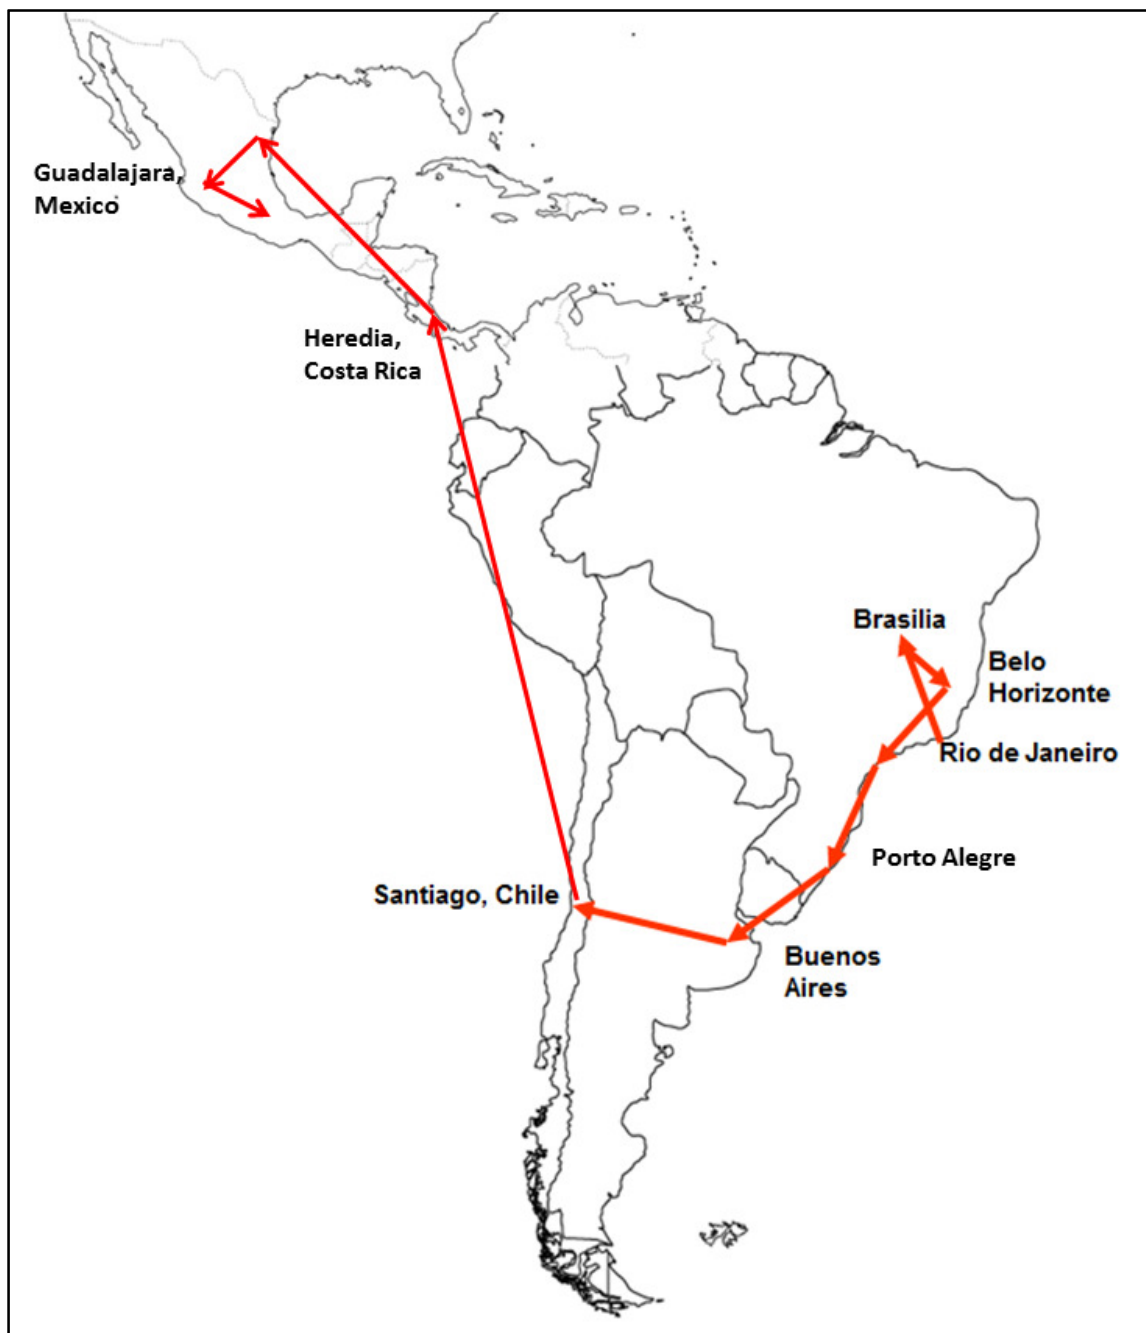 Guadalajara,
Mexico
Heredia,
Costa Rica
Brasilia
Belo
Horizonte
Rio de Janeiro
Porto Alegre
Santiago, Chile
Buenos
Aires